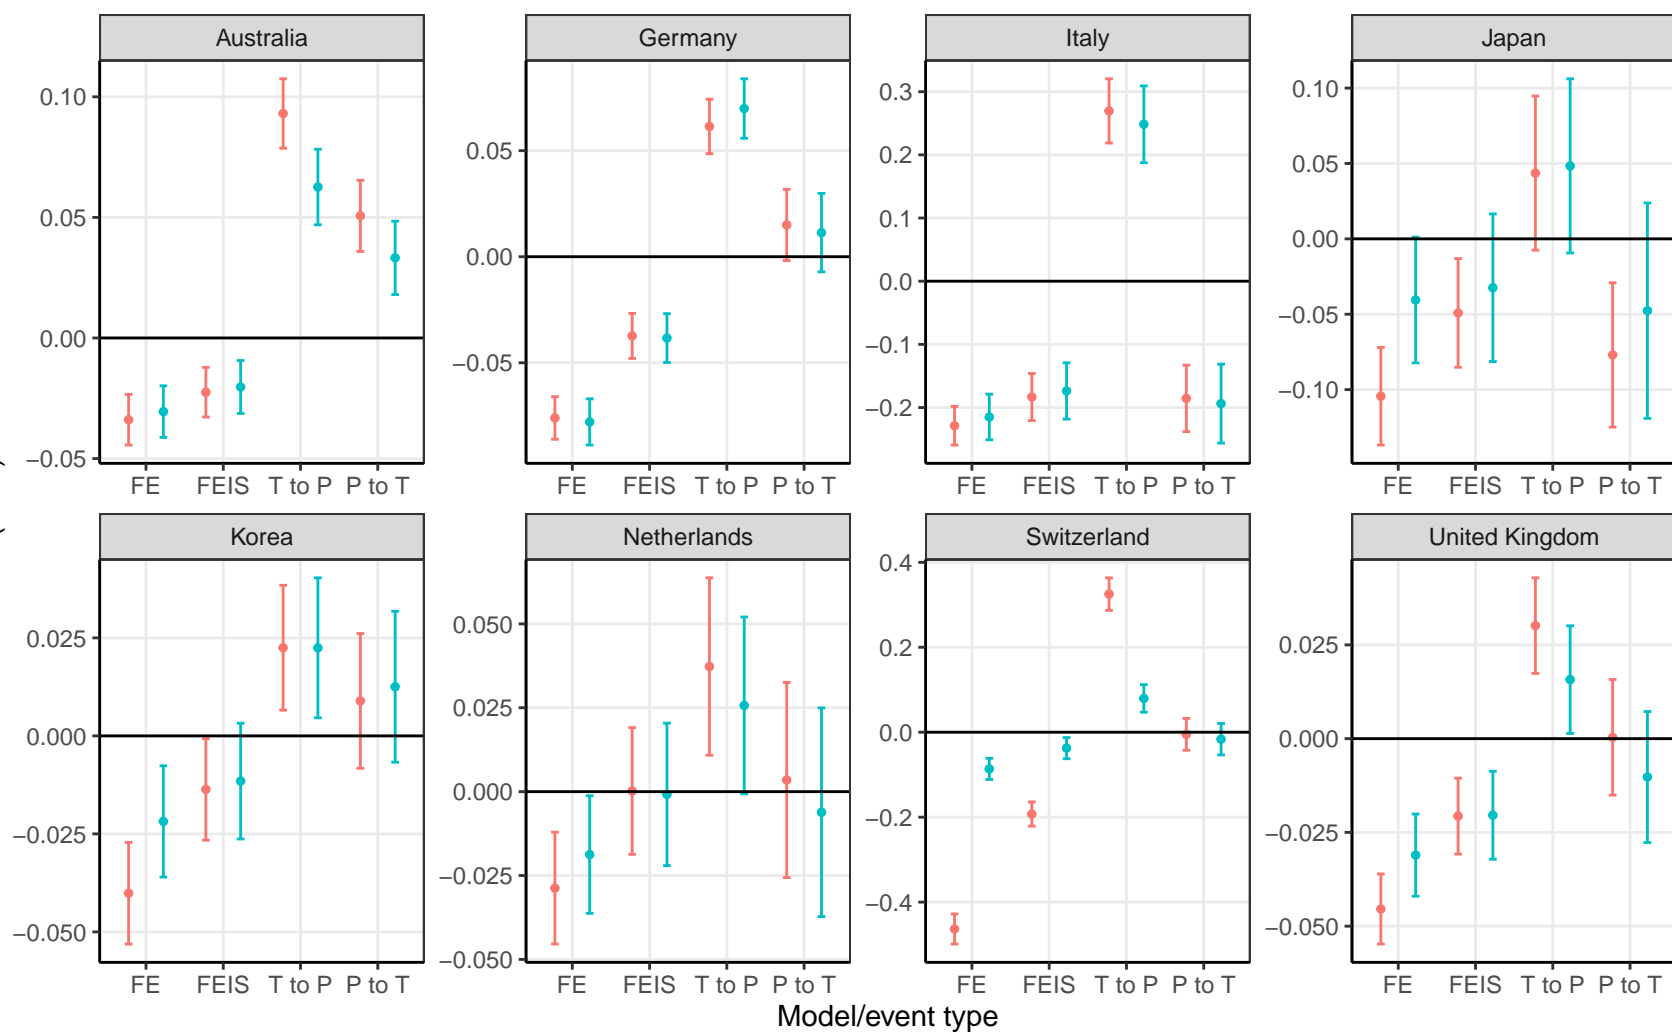 Australia
Germany
Italy
Japan
0.10
0.05
0.00
−0.05
0.05
0.00
−0.05
0.3
0.2
0.1
0.0
−0.1
−0.2
0.10
0.05
0.00
−0.05
−0.10
FE FEIS T to P P to T
FE FEIS T to P P to T
FE FEIS T to P P to T
FE FEIS T to P P to T
Korea
Netherlands
Switzerland
United Kingdom
0.025
0.000
−0.025
−0.050
0.050
0.025
0.000
−0.025
−0.050
0.4
0.2
0.0
−0.2
−0.4
0.025
0.000
−0.025
−0.050
FE FEIS T to P P to T
FE FEIS T to P P to T
FE FEIS T to P P to T
FE FEIS T to P P to T
Model/event type